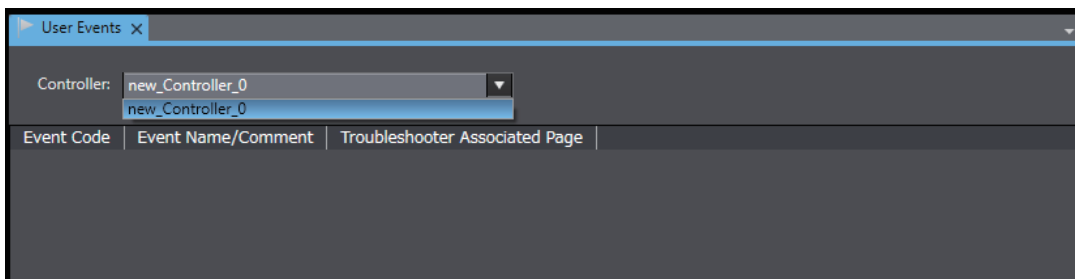 User Events
Controller: new_Controller_0
new_Controller_0
Event Code Event Name/Comment Troubleshooter Associated Page